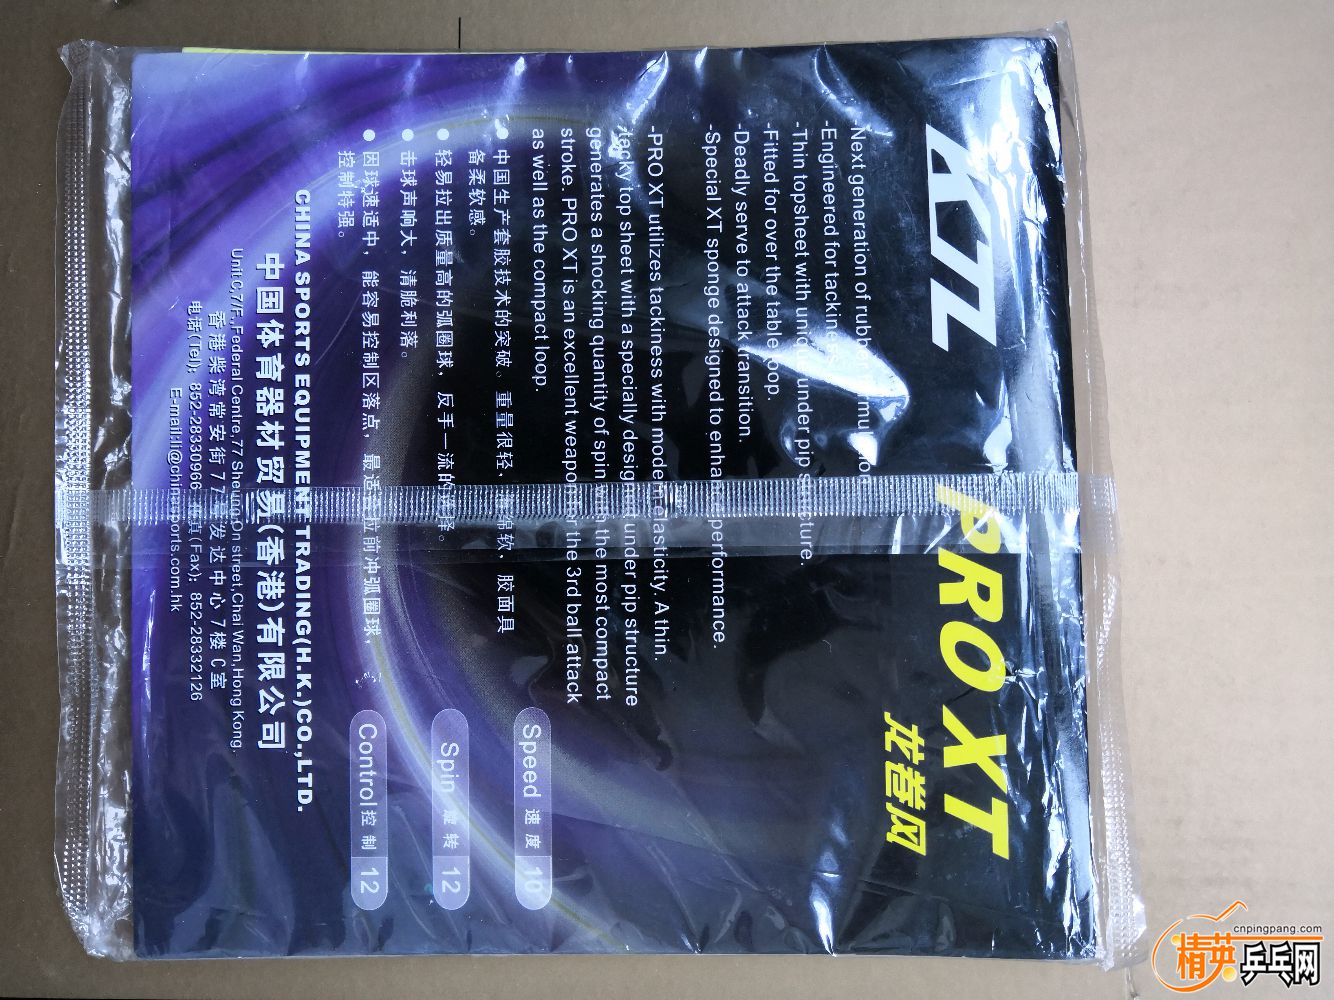 KTL
PRO XT
龙卷风
-Next generation of rubber
-Engineered for tackiness
-Thin topsheet with unique under pip structure.
-Fitted for over the table loop.
-Deadly serve to attack transition.
-Special XT sponge designed to enhance performance.
-PRO XT utilizes tackiness with modern elasticity. A thin.
tacky top sheet with a specially designed under pip structure
generates a shocking quantity of spin with the most compact
stroke. PRO XT is an excellent weapon for the 3rd ball attack
as well as the compact loop.
● 中国生产套胶技术的突破。重量很轻，海绵软，胶面具
备柔软感。
● 轻易拉出质量高的弧圈球，反手一流的选择。
● 击球声响大，清脆利落。
● 因球速适中，能容易控制区落点，最适合拉前冲弧圈球，
控制特强。
Speed 速度 10
Spin 旋转 12
Control 控制 12
CHINA SPORTS EQUIPMENT TRADING(H.K.)CO.,LTD.
中国体育器材贸易(香港)有限公司
Unit C,7/F.,Federal Centre,77 Sheung On street,Chai Wan,Hong Kong.
香港柴湾常安街77号发达中心7楼C室
电话(Tel): 852-28330966 传真(Fax): 852-28332126
E-mail:li@chinasports.com.hk
cnpingpang.com
精英乒乓网